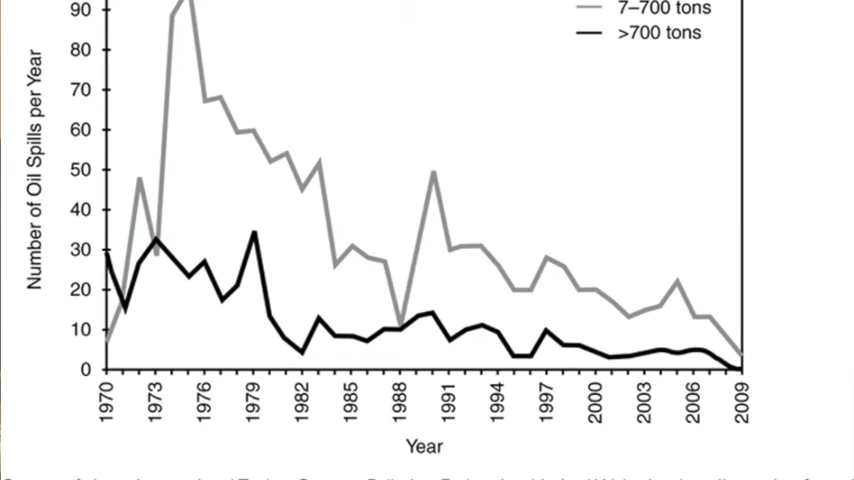 90
7–700 tons
80
>700 tons
70
60
50
40
30
20
10
0
Number of Oil Spills per Year
1970 1973 1976 1979 1982 1985 1988 1991 1994 1997 2000 2003 2006 2009
Year